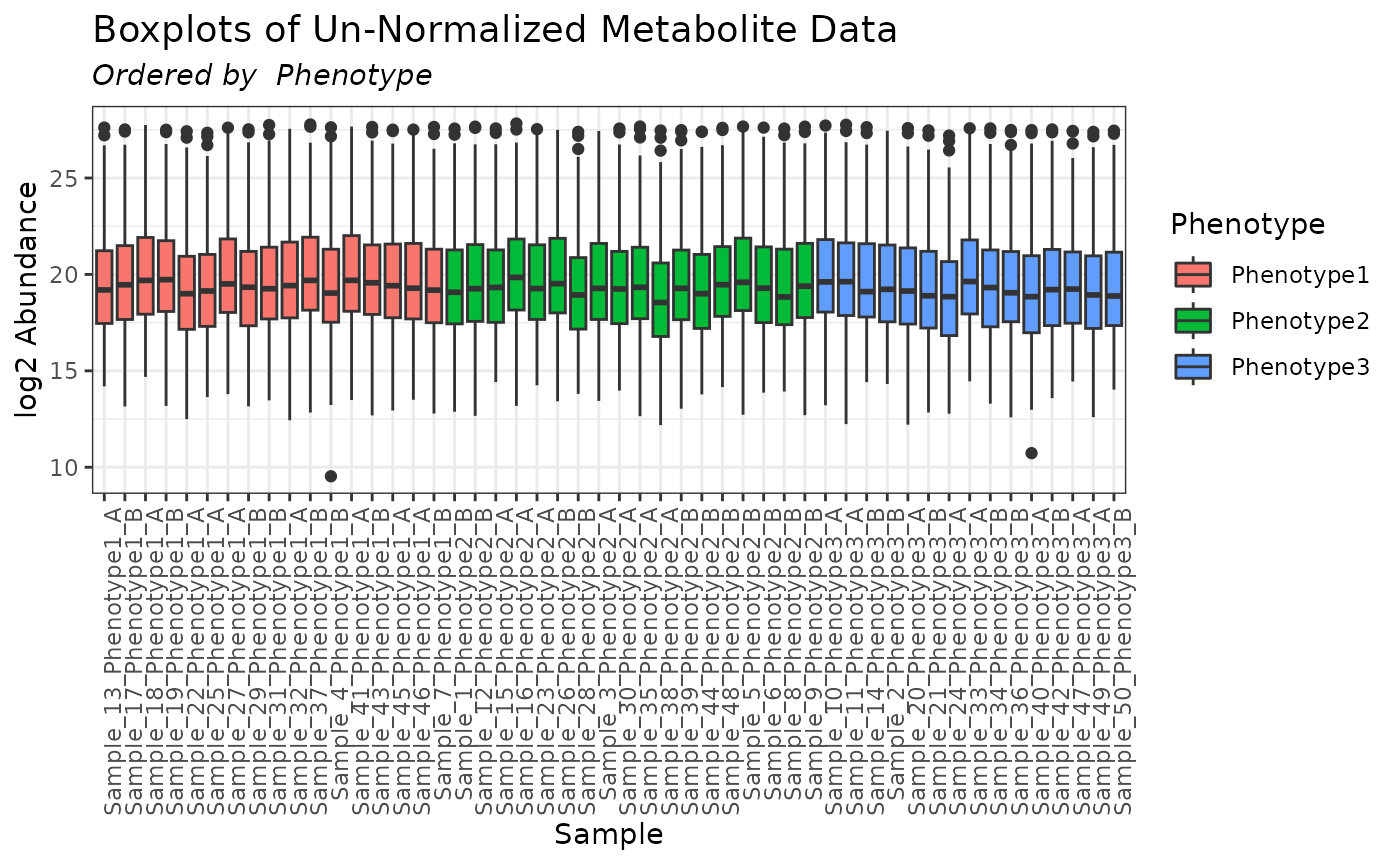 Boxplots of Un-Normalized Metabolite Data
Ordered by  Phenotype
log2 Abundance
25
20
15
10
Sample_13_Phenotype1_A
Sample_17_Phenotype1_B
Sample_18_Phenotype1_A
Sample_19_Phenotype1_B
Sample_22_Phenotype1_A
Sample_25_Phenotype1_A
Sample_27_Phenotype1_A
Sample_29_Phenotype1_B
Sample_31_Phenotype1_B
Sample_32_Phenotype1_A
Sample_37_Phenotype1_B
Sample_4_Phenotype1_B
Sample_41_Phenotype1_A
Sample_43_Phenotype1_B
Sample_45_Phenotype1_A
Sample_46_Phenotype1_A
Sample_7_Phenotype1_B
Sample_1_Phenotype2_B
Sample_12_Phenotype2_B
Sample_15_Phenotype2_A
Sample_16_Phenotype2_A
Sample_23_Phenotype2_A
Sample_26_Phenotype2_B
Sample_28_Phenotype2_B
Sample_3_Phenotype2_A
Sample_30_Phenotype2_A
Sample_35_Phenotype2_A
Sample_38_Phenotype2_A
Sample_39_Phenotype2_B
Sample_44_Phenotype2_B
Sample_48_Phenotype2_B
Sample_5_Phenotype2_B
Sample_6_Phenotype2_B
Sample_8_Phenotype2_B
Sample_9_Phenotype2_B
Sample_10_Phenotype3_A
Sample_11_Phenotype3_A
Sample_14_Phenotype3_B
Sample_2_Phenotype3_B
Sample_20_Phenotype3_A
Sample_21_Phenotype3_B
Sample_24_Phenotype3_A
Sample_33_Phenotype3_B
Sample_34_Phenotype3_B
Sample_36_Phenotype3_B
Sample_40_Phenotype3_A
Sample_42_Phenotype3_B
Sample_47_Phenotype3_A
Sample_49_Phenotype3_A
Sample_50_Phenotype3_B
Sample
Phenotype
Phenotype1
Phenotype2
Phenotype3